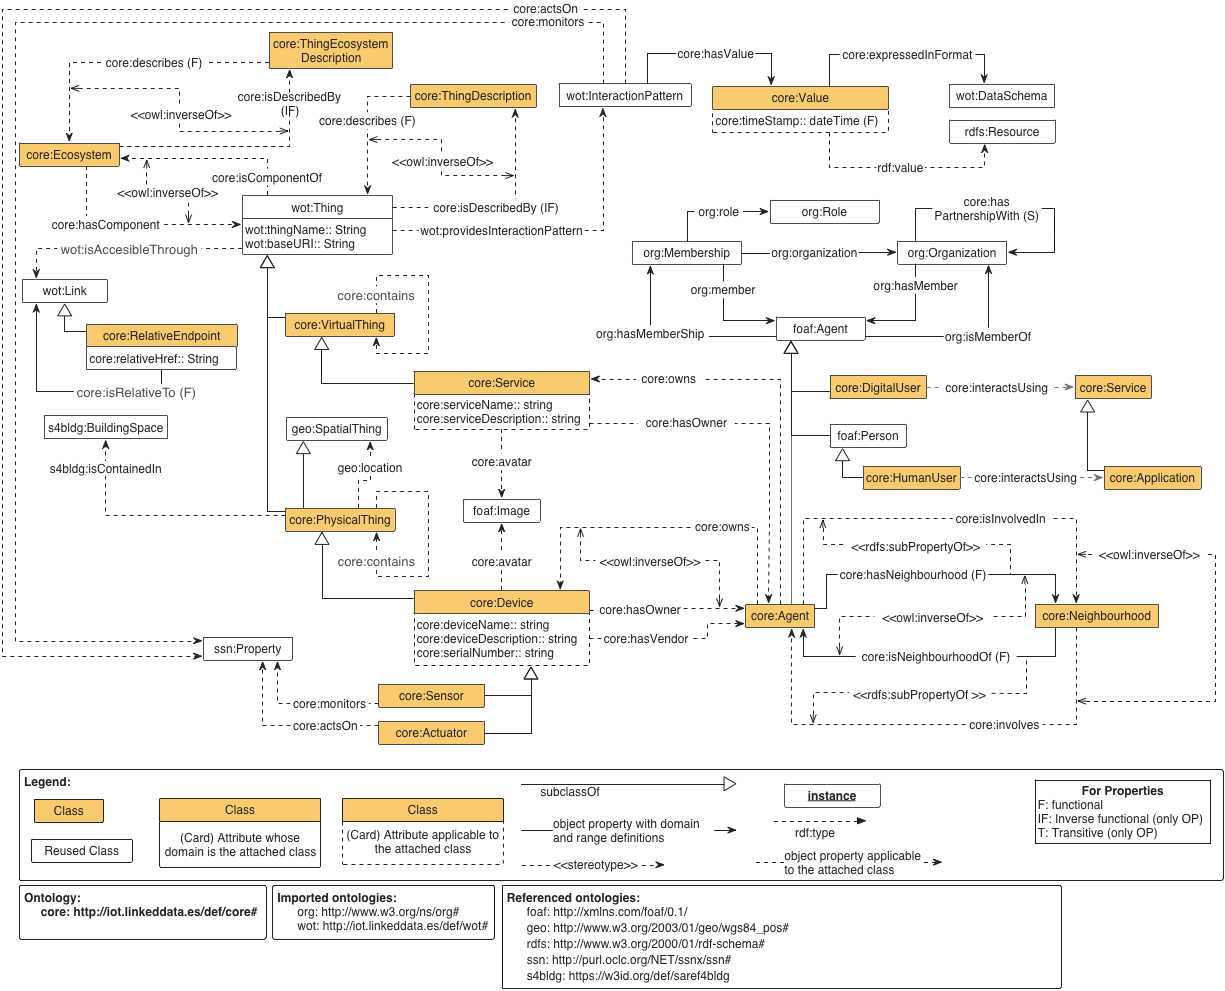 core:actsOn
core:monitors
core:ThingEcosystem
Description
core:describes (F)
core:hasValue
core:expressedInFormat
core:isDescribedBy
(IF)
core:ThingDescription
wot:InteractionPattern
core:Value
core:timeStamp:: dateTime (F)
wot:DataSchema
<<owl:inverseOf>>
core:describes (F)
rdfs:Resource
core:Ecosystem
<<owl:inverseOf>>
rdf:value
core:isComponentOf
<<owl:inverseOf>>
wot:Thing
wot:thingName:: String
wot:baseURI:: String
core:isDescribedBy (IF)
core:hasComponent
wot:providesInteractionPattern
wot:isAccesibleThrough
org:role
org:Role
core:has
PartnershipWith (S)
org:Membership
org:organization
org:Organization
wot:Link
org:member
org:hasMember
core:contains
core:RelativeEndpoint
core:relativeHref:: String
core:VirtualThing
org:hasMemberShip
foaf:Agent
org:isMemberOf
core:isRelativeTo (F)
core:Service
core:serviceName:: string
core:serviceDescription:: string
core:owns
core:DigitalUser
core:interactsUsing
core:Service
s4bldg:BuildingSpace
geo:SpatialThing
core:hasOwner
foaf:Person
s4bldg:isContainedIn
geo:location
core:avatar
core:HumanUser
core:interactsUsing
core:Application
foaf:Image
core:PhysicalThing
core:owns
core:isInvolvedIn
<<rdfs:subPropertyOf>>
<<owl:inverseOf>>
core:contains
core:avatar
<<owl:inverseOf>>
core:hasNeighbourhood (F)
core:Device
core:deviceName:: string
core:deviceDescription:: string
core:serialNumber:: string
core:hasOwner
core:Agent
<<owl:inverseOf>>
core:Neighbourhood
core:hasVendor
ssn:Property
core:isNeighbourhoodOf (F)
core:Sensor
core:monitors
<<rdfs:subPropertyOf >>
core:actsOn
core:Actuator
core:involves
Legend:
Class
Reused Class
Class
(Card) Attribute whose
domain is the attached class
Class
(Card) Attribute applicable to
the attached class
subclassOf
object property with domain
and range definitions
<<stereotype>>
instance
rdf:type
object property applicable
to the attached class
For Properties
F: functional
IF: Inverse functional (only OP)
T: Transitive (only OP)
Ontology:
core: http://iot.linkeddata.es/def/core#
Imported ontologies:
org: http://www.w3.org/ns/org#
wot: http://iot.linkeddata.es/def/wot#
Referenced ontologies:
foaf: http://xmlns.com/foaf/0.1/
geo: http://www.w3.org/2003/01/geo/wgs84_pos#
rdfs: http://www.w3.org/2000/01/rdf-schema#
ssn: http://purl.oclc.org/NET/ssnx/ssn#
s4bldg: https://w3id.org/def/saref4bldg